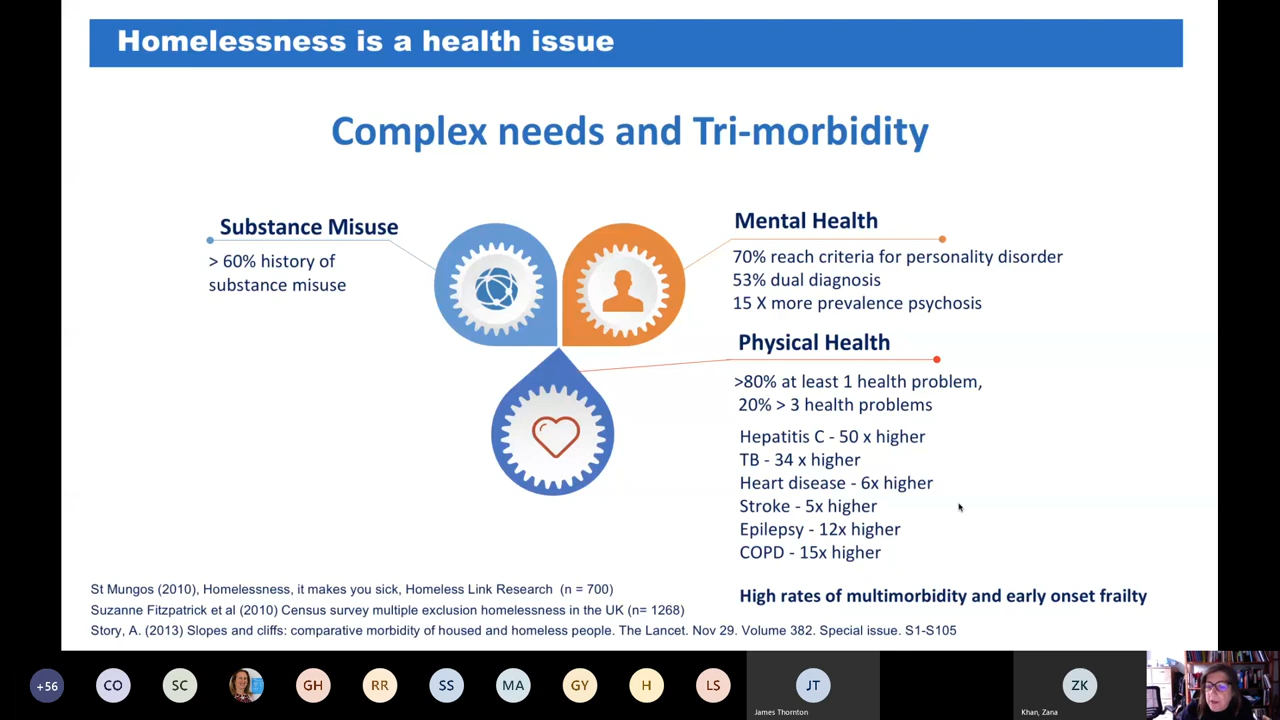 Homelessness is a health issue
Complex needs and Tri-morbidity
Substance Misuse
> 60% history of
substance misuse
Mental Health
70% reach criteria for personality disorder
53% dual diagnosis
15 X more prevalence psychosis
Physical Health
>80% at least 1 health problem,
20% > 3 health problems
Hepatitis C - 50 x higher
TB - 34 x higher
Heart disease - 6x higher
Stroke - 5x higher
Epilepsy - 12x higher
COPD - 15x higher
High rates of multimorbidity and early onset frailty
St Mungos (2010), Homelessness, it makes you sick, Homeless Link Research (n = 700)
Suzanne Fitzpatrick et al (2010) Census survey multiple exclusion homelessness in the UK (n= 1268)
Story, A. (2013) Slopes and cliffs: comparative morbidity of housed and homeless people. The Lancet. Nov 29. Volume 382. Special issue. S1-S105
+56
CO
SC
GH
RR
SS
MA
GY
H
LS
JT
James Thornton
ZK
Khan, Zana